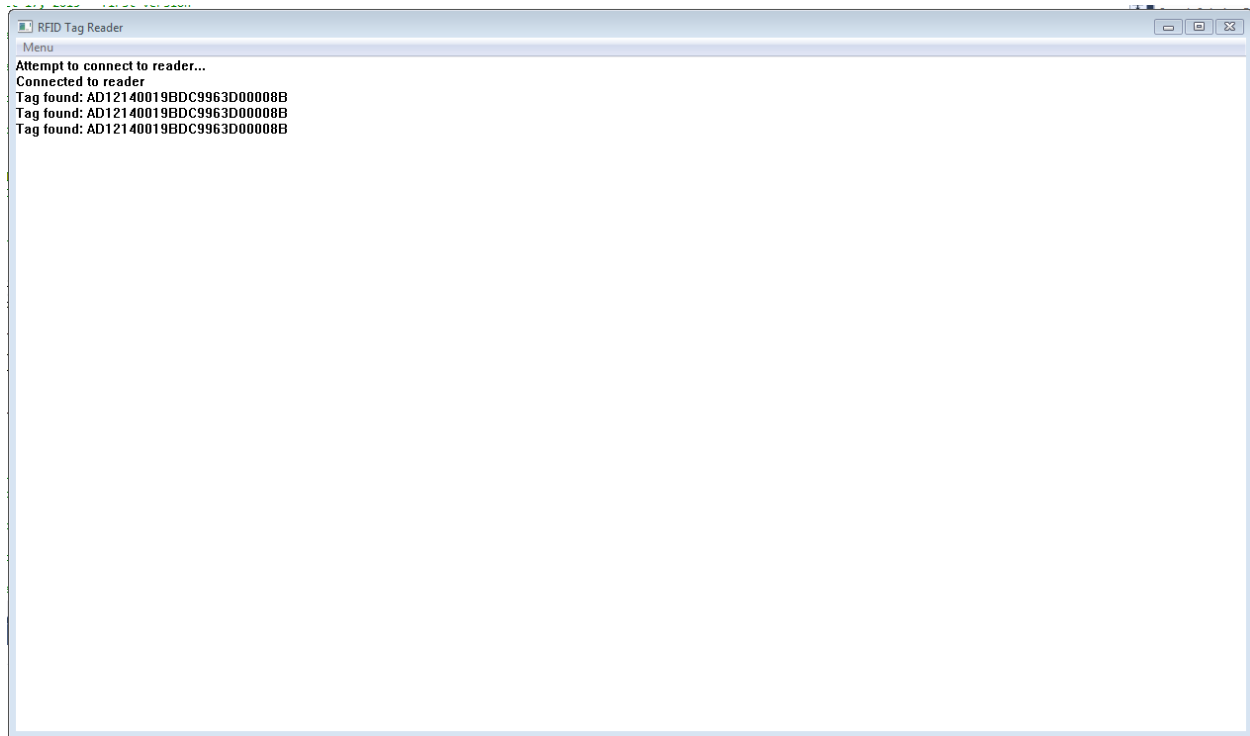 RFID Tag Reader
Menu
Attempt to connect to reader...
Connected to reader
Tag found: AD12140019BDC9963D00008B
Tag found: AD12140019BDC9963D00008B
Tag found: AD12140019BDC9963D00008B